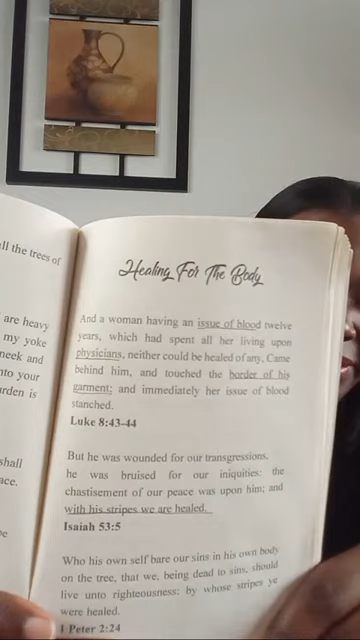 ll the trees of
are heavy
my yoke
neek and
nto your
rden is
shall
ace.
Healing For The Body
And a woman having an issue of blood twelve
years, which had spent all her living upon
physicians, neither could be healed of any, Came
behind him, and touched the border of his
garment: and immediately her issue of blood
stanched.
Luke 8:43-44
But he was wounded for our transgressions,
he was bruised for our iniquities: the
chastisement of our peace was upon him; and
with his stripes we are healed.
Isaiah 53:5
Who his own self bare our sins in his own body
on the tree, that we, being dead to sins, should
live unto righteousness: by whose stripes ye
were healed.
1 Peter 2:24